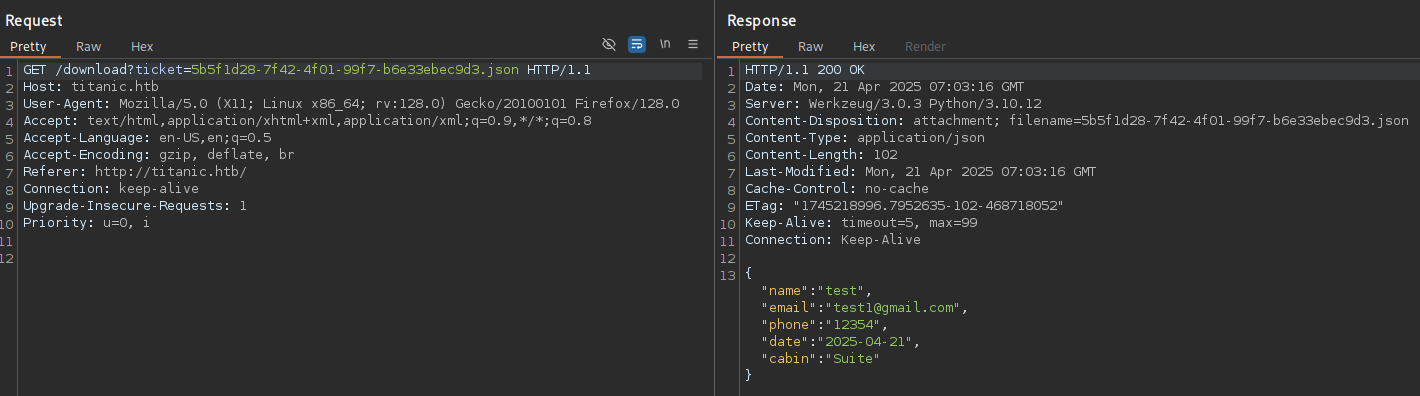 Request
Pretty Raw Hex \n
1 GET /download?ticket=5b5f1d28-7f42-4f01-99f7-b6e33ebec9d3.json HTTP/1.1
2 Host: titanic.htb
3 User-Agent: Mozilla/5.0 (X11; Linux x86_64; rv:128.0) Gecko/20100101 Firefox/128.0
4 Accept: text/html,application/xhtml+xml,application/xml;q=0.9,*/*;q=0.8
5 Accept-Language: en-US,en;q=0.5
6 Accept-Encoding: gzip, deflate, br
7 Referer: http://titanic.htb/
8 Connection: keep-alive
9 Upgrade-Insecure-Requests: 1
10 Priority: u=0, i
11
12
Response
Pretty Raw Hex Render
1 HTTP/1.1 200 OK
2 Date: Mon, 21 Apr 2025 07:03:16 GMT
3 Server: Werkzeug/3.0.3 Python/3.10.12
4 Content-Disposition: attachment; filename=5b5f1d28-7f42-4f01-99f7-b6e33ebec9d3.json
5 Content-Type: application/json
6 Content-Length: 102
7 Last-Modified: Mon, 21 Apr 2025 07:03:16 GMT
8 Cache-Control: no-cache
9 ETag: "1745218996.7952635-102-468718052"
10 Keep-Alive: timeout=5, max=99
11 Connection: Keep-Alive
12
13 {
"name":"test",
"email":"test1@gmail.com",
"phone":"12354",
"date":"2025-04-21",
"cabin":"Suite"
}